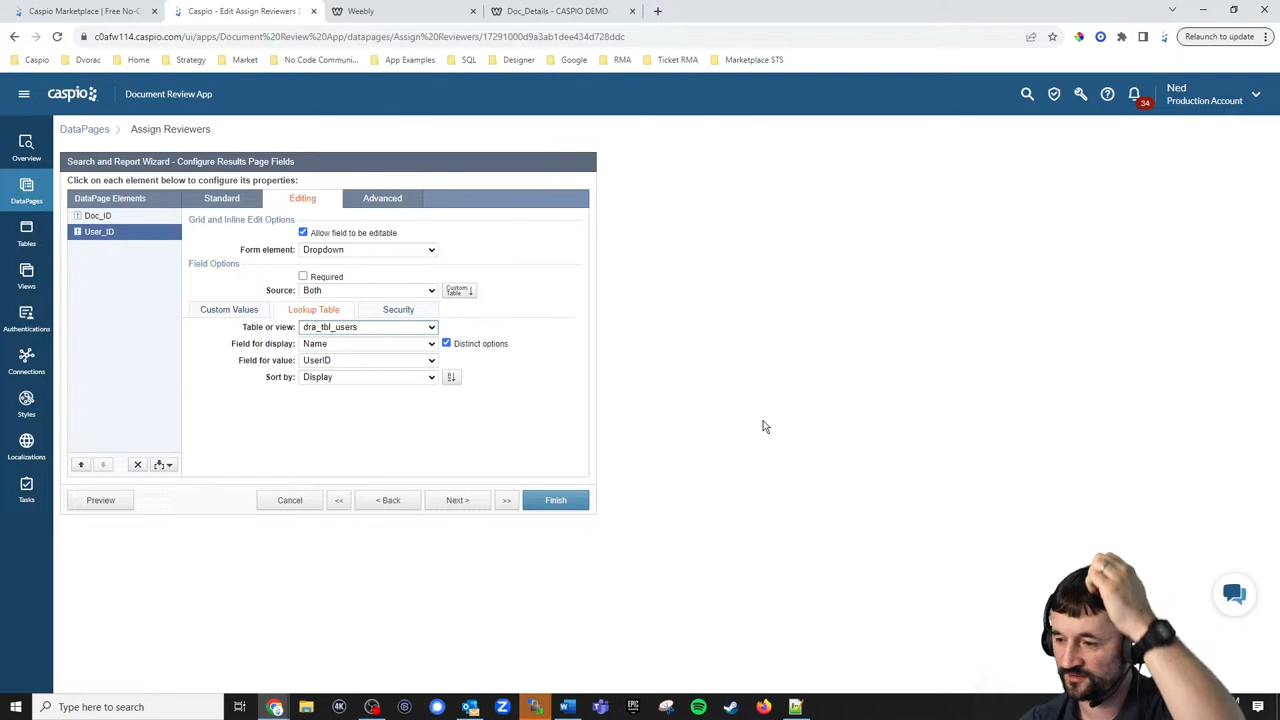 Caspio Marketplace | Free No-C
Caspio - Edit Assign Reviewers D
Weebly
Doc_Details - CASPIO DEMO
c0afw114.caspio.com/ui/apps/Document%20Review%20App/datapages/Assign%20Reviewers/17291000d9a3ab1dee434d728ddc
Relaunch to update
Caspio
Dvorac
Home
Strategy
Market
No Code Communi...
App Examples
SQL
Designer
Google
RMA
Ticket RMA
Marketplace STS
caspio
Document Review App
34
Ned
Production Account
Overview
DataPages
Tables
Views
Authentications
Connections
Styles
Localizations
Tasks
DataPages
Assign Reviewers
Search and Report Wizard - Configure Results Page Fields
Click on each element below to configure its properties:
DataPage Elements
Standard
Editing
Advanced
Doc_ID
User_ID
Grid and Inline Edit Options
Allow field to be editable
Form element: Dropdown
Field Options
Required
Source: Both
Custom Table
Custom Values
Lookup Table
Security
Table or view: dra_tbl_users
Field for display: Name
Distinct options
Field for value: UserID
Sort by: Display
Preview
Cancel
<<
< Back
Next >
>>
Finish
Type here to search
4K
EPIC GAMES